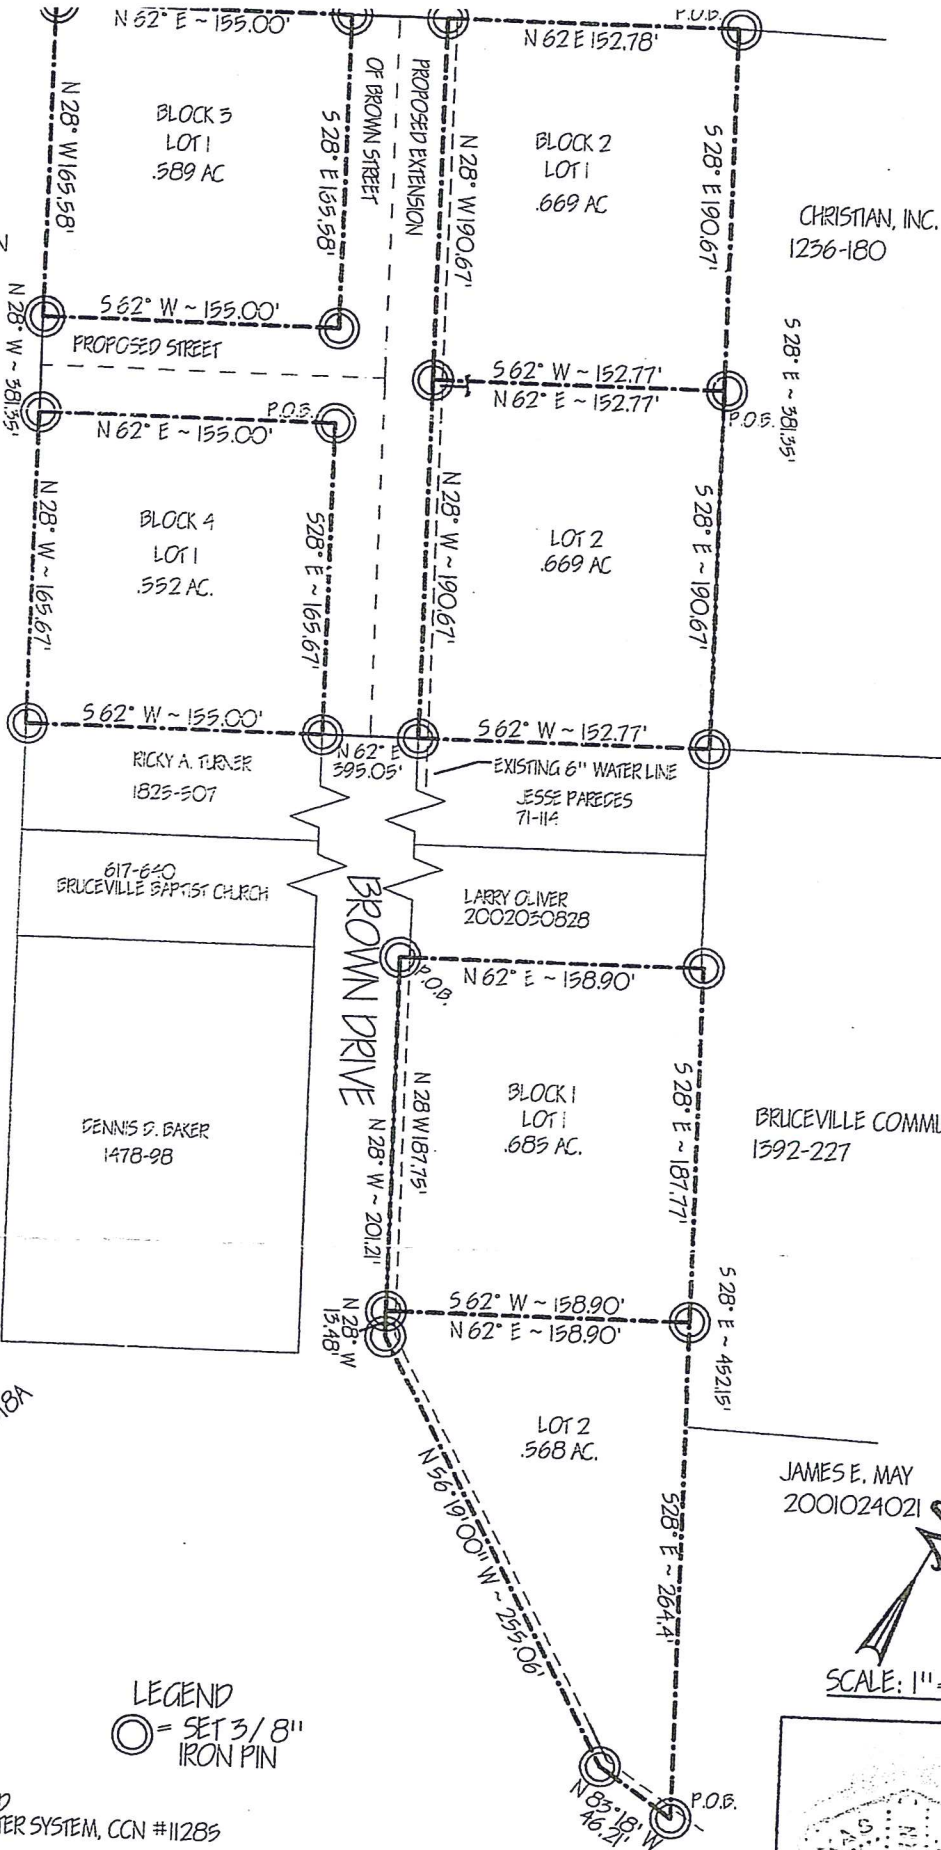 N 62° E ~ 155.00'
N 62 E 152.78'
P.O.B.
N 28° W 165.58'
BLOCK 3
LOT 1
.589 AC
S 28° E 165.58'
OF BROWN STREET
PROPOSED EXTENSION
N 28° W 190.67'
BLOCK 2
LOT 1
.669 AC
S 28° E 190.67'
CHRISTIAN, INC.
1236-180
S 62° W ~ 155.00'
PROPOSED STREET
N 28° W ~ 381.35'
S 62° W ~ 152.77'
N 62° E ~ 152.77'
P.O.B.
S 28° E ~ 381.35'
P.O.B.
N 62° E ~ 155.00'
N 28° W ~ 165.67'
BLOCK 4
LOT 1
.552 AC.
S28° E ~ 165.67'
N 28° W ~ 190.67'
LOT 2
.669 AC
S 28° E ~ 190.67'
S 62° W ~ 155.00'
N 62° E
395.05'
S 62° W ~ 152.77'
RICKY A. TURNER
1825-507
EXISTING 6" WATER LINE
JESSE PAREDES
71-114
617-640
BRUCEVILLE BAPTIST CHURCH
LARRY OLIVER
2002030828
BROWN DRIVE
P.O.B.
N 62° E ~ 158.90'
DENNIS D. BAKER
1478-98
N 28° W ~ 201.21'
N 28 W 187.75'
BLOCK 1
LOT 1
.685 AC.
S 28° E ~ 187.77'
BRUCEVILLE COMMU
1392-227
S 62° W ~ 158.90'
N 62° E ~ 158.90'
N 28° W
13.48'
S 28° E ~ 452.15'
18A
LOT 2
.568 AC.
N 56°19'00" W ~ 255.06'
S28° E ~ 264.4'
JAMES E. MAY
2001024021
SCALE: 1"=
LEGEND
= SET 3/8"
IRON PIN
N 83°18' W
46.21'
P.O.B.
TER SYSTEM, CCN #11285